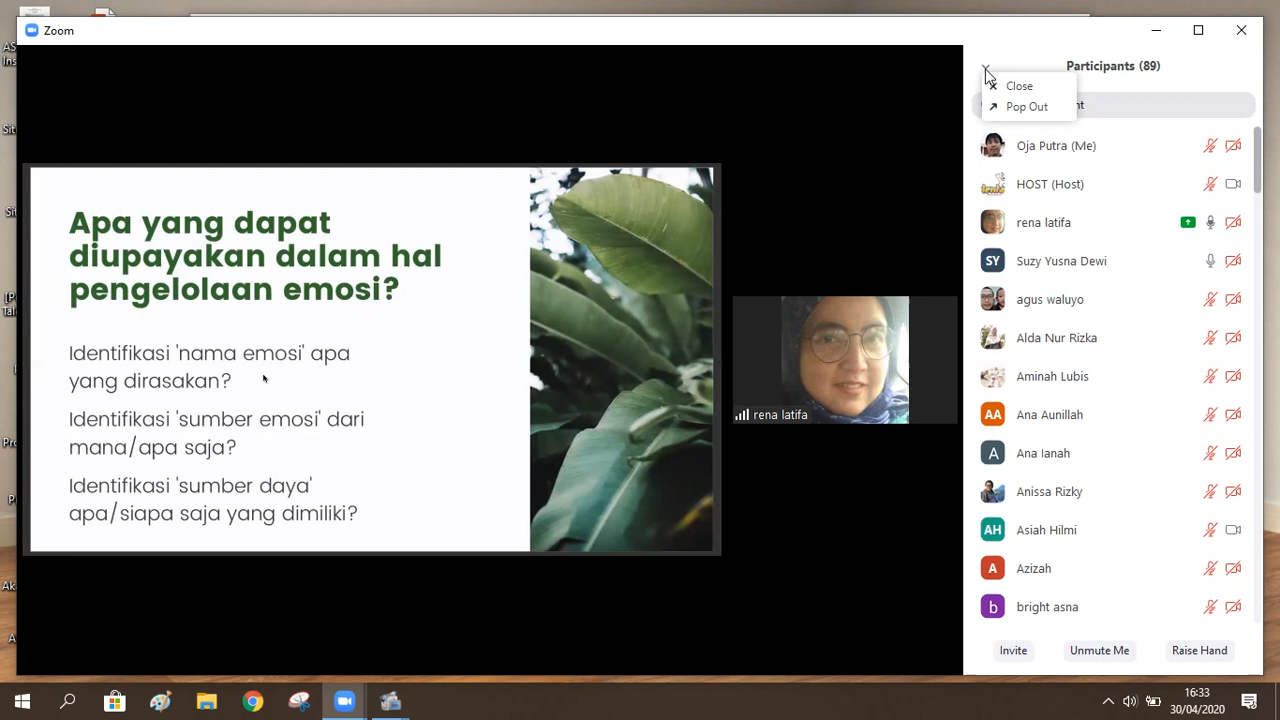 Zoom
Participants (89)
Close
Pop Out
Apa yang dapat
diupayakan dalam hal
pengelolaan emosi?
Identifikasi 'nama emosi' apa
yang dirasakan?
Identifikasi 'sumber emosi' dari
mana/apa saja?
Identifikasi 'sumber daya'
apa/siapa saja yang dimiliki?
rena latifa
Oja Putra (Me)
HOST (Host)
rena latifa
SY Suzy Yusna Dewi
agus waluyo
Alda Nur Rizka
Aminah Lubis
AA Ana Aunillah
A Ana Ianah
Anissa Rizky
AH Asiah Hilmi
A Azizah
b bright asna
Invite
Unmute Me
Raise Hand
16:33
30/04/2020